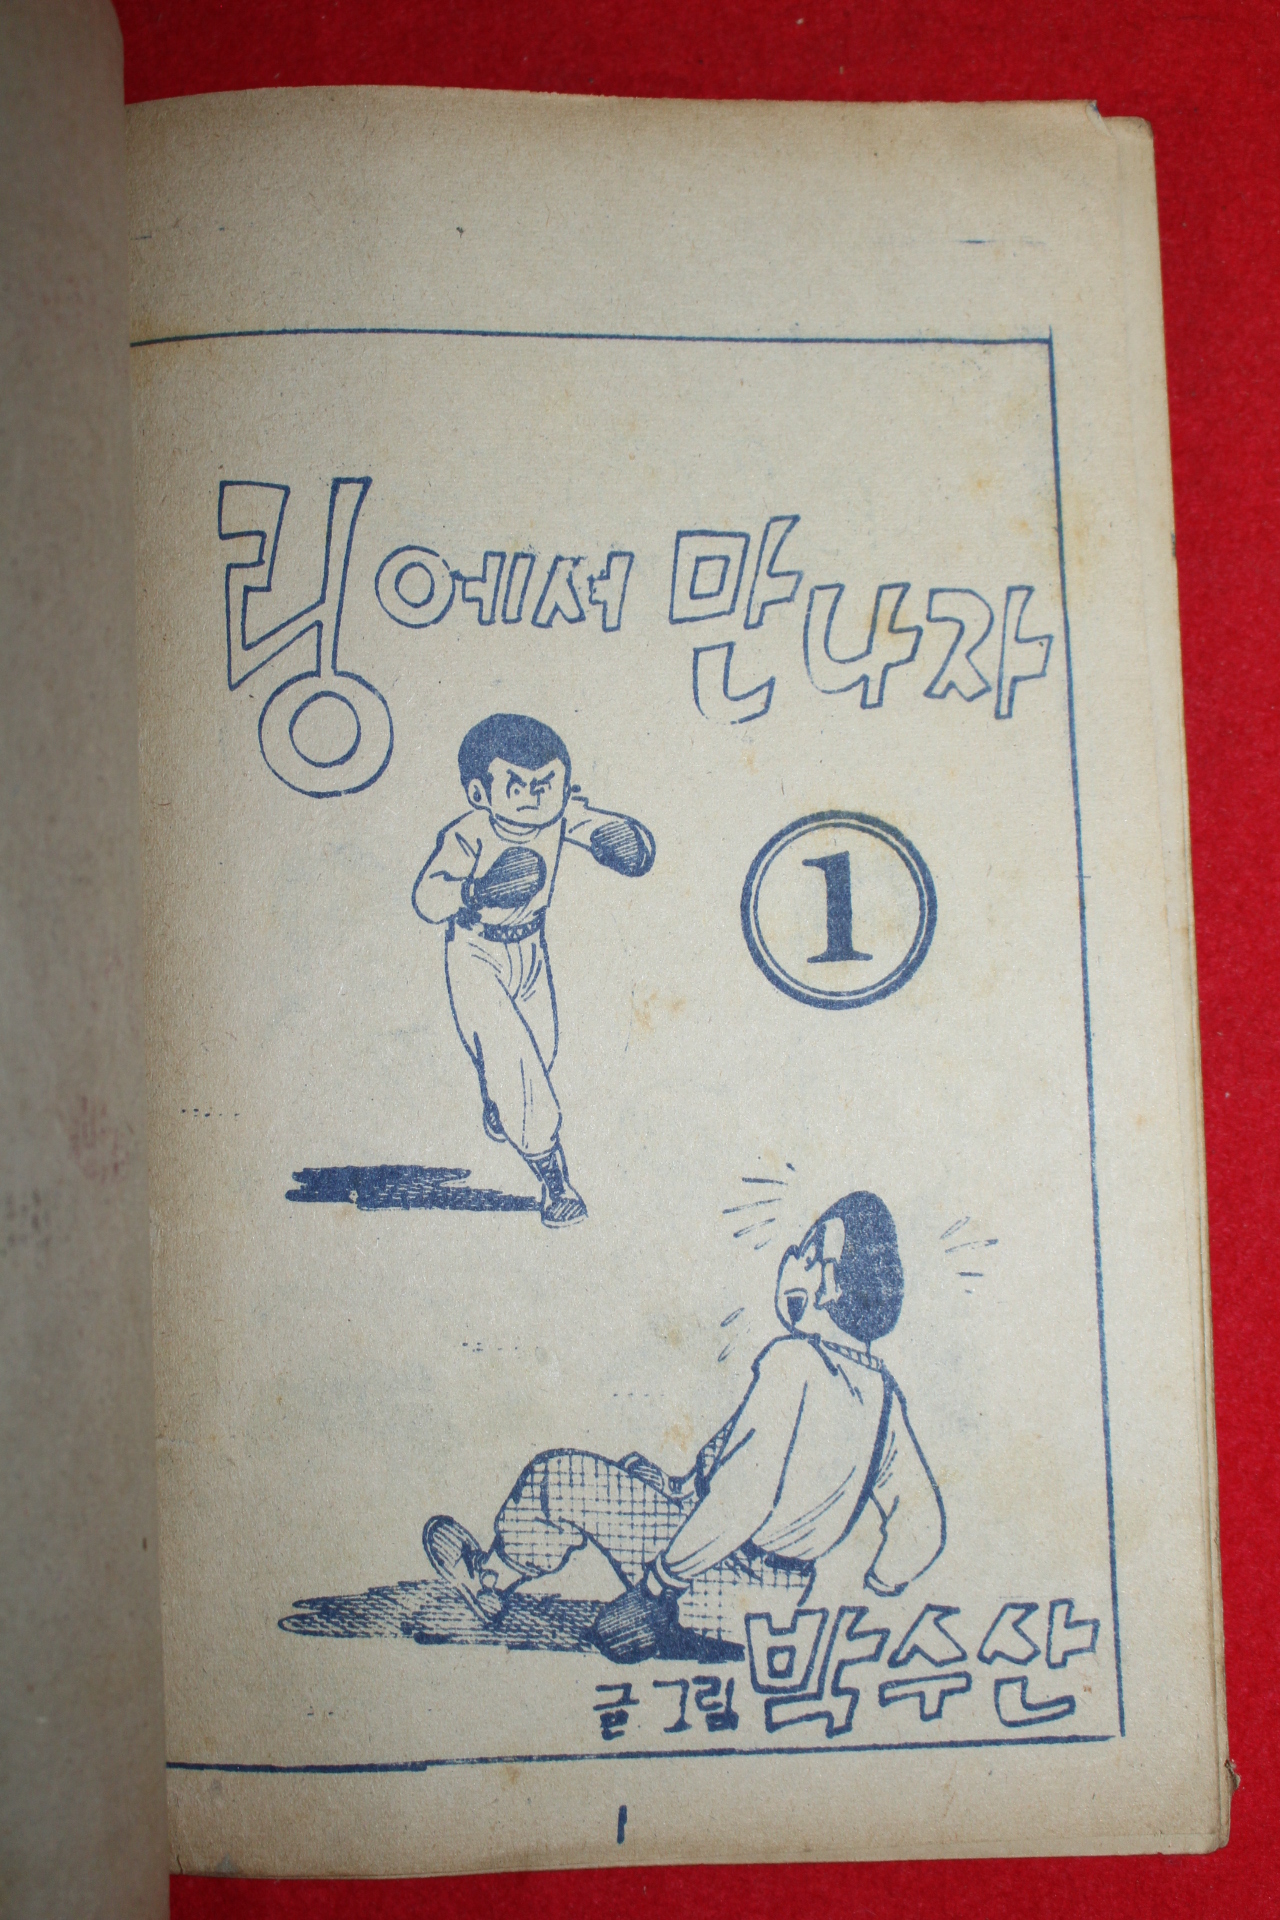 링에서 만나자
1
글 그림 박수산
1